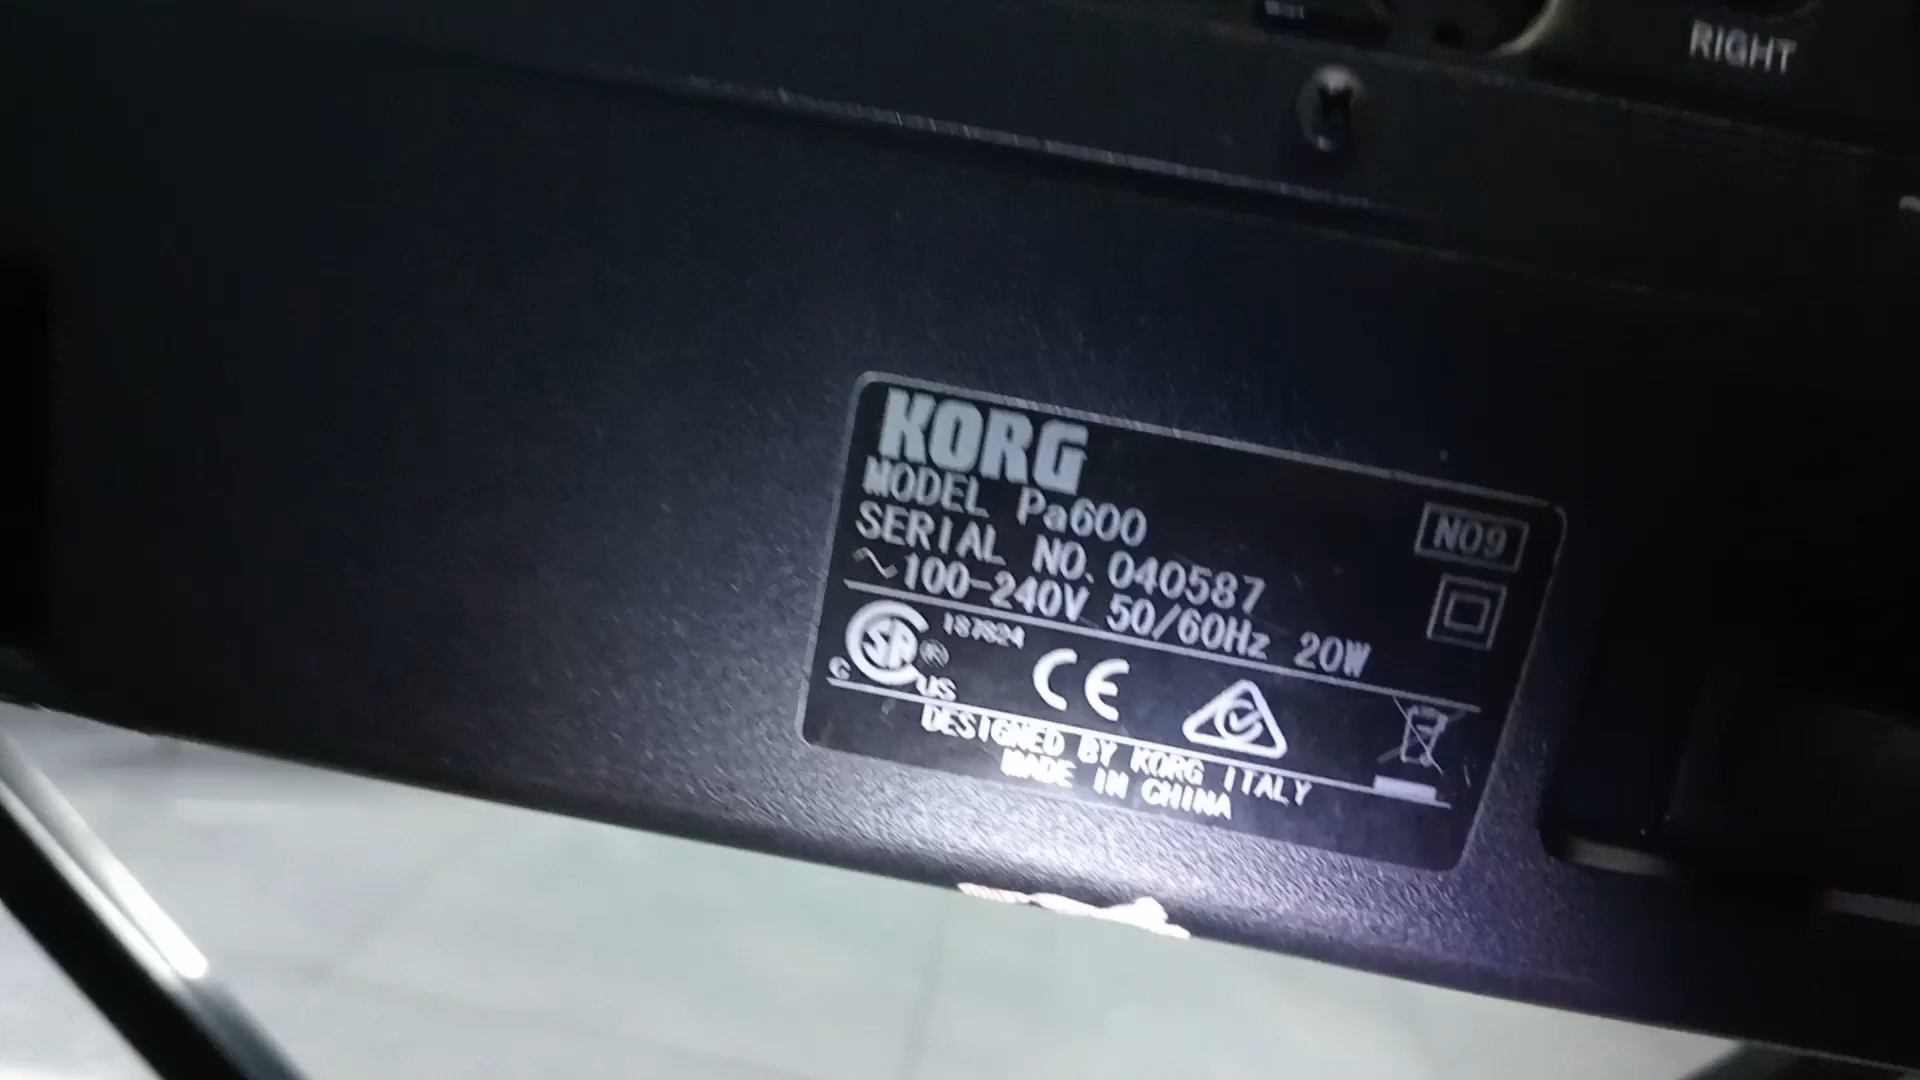 RIGHT
KORG
MODEL Pa600
N09
SERIAL NO. 040587
~100-240V 50/60Hz 20W
C US
CE
DESIGNED BY KORG ITALY
MADE IN CHINA